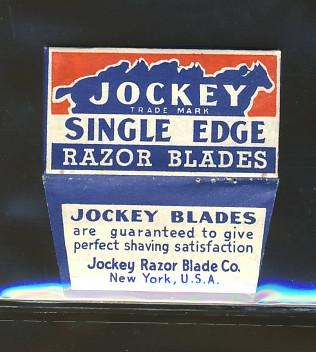 JOCKEY
TRADE MARK
SINGLE EDGE
RAZOR BLADES
JOCKEY BLADES
are guaranteed to give
perfect shaving satisfaction
Jockey Razor Blade Co.
New York, U.S.A.